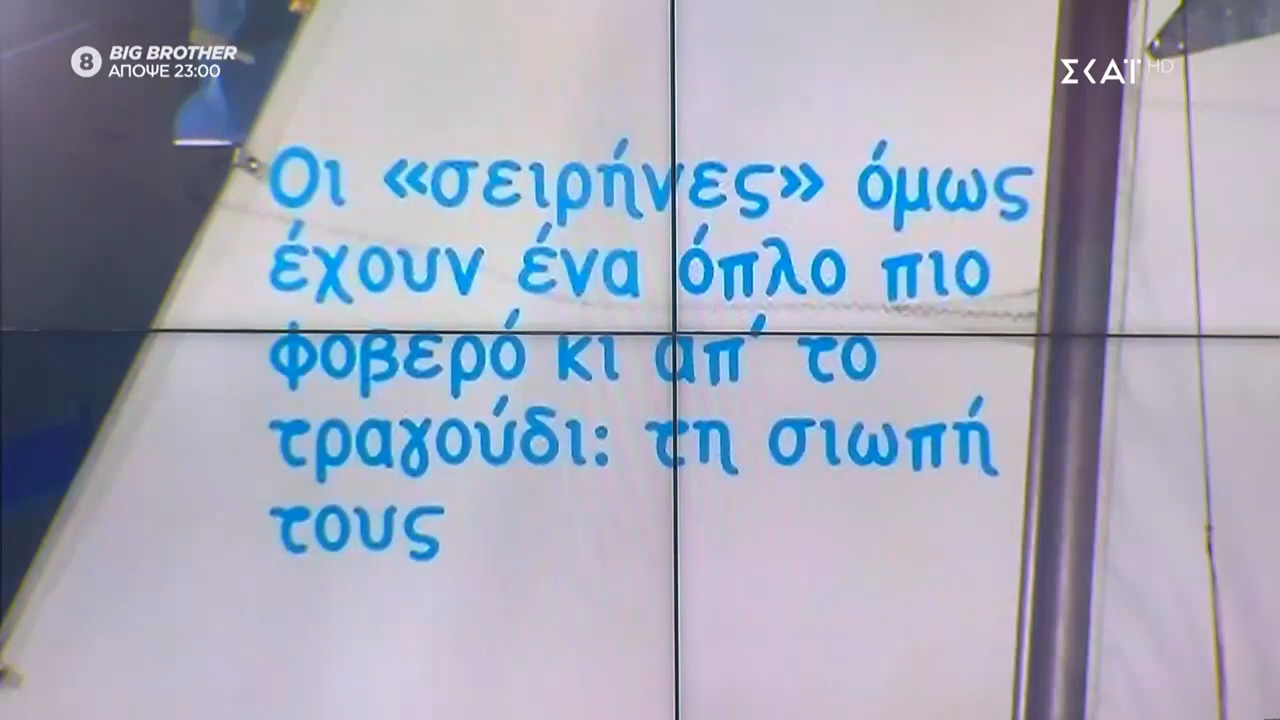 8 BIG BROTHER
ΑΠΟΨΕ 23:00
ΣΚΑΪ HD
Οι «σειρήνες» όμως
έχουν ένα όπλο πιο
φοβερό κι απ΄ το
τραγούδι: τη σιωπή
τους